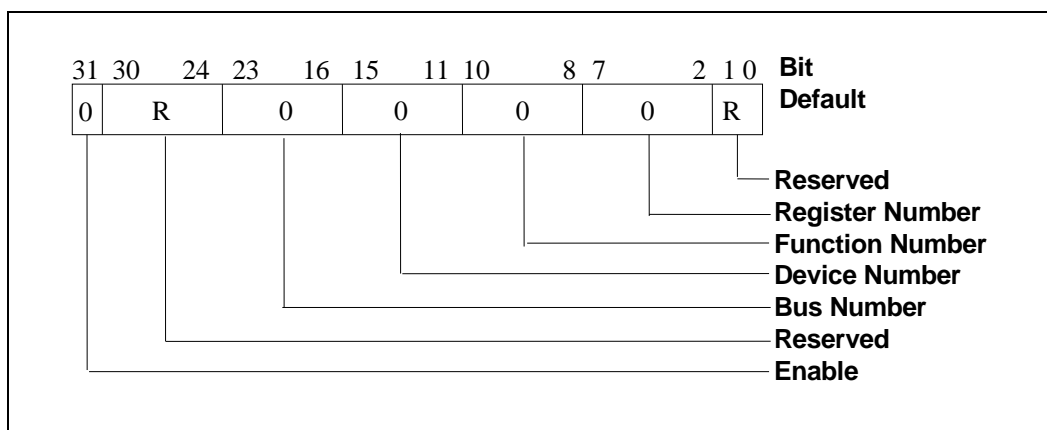 31 30 24 23 16 15 11 10 8 7 2 1 0 Bit
0 R 0 0 0 0 R Default
Reserved
Register Number
Function Number
Device Number
Bus Number
Reserved
Enable